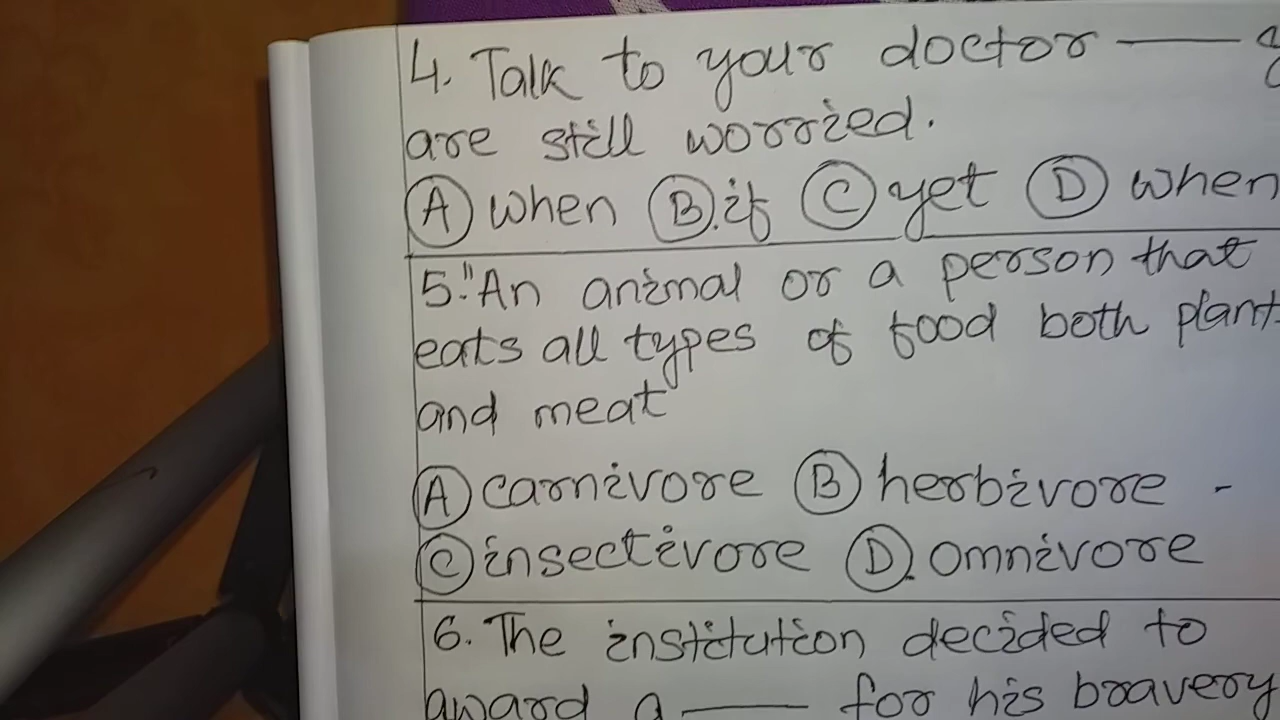 4. Talk to your doctor —
are still worried.
Ⓐ when Ⓑ.if Ⓒ yet Ⓓ when
5."An animal or a person that
eats all types of food both plant
and meat"
Ⓐ carnivore Ⓑ herbivore -
Ⓒ insectivore Ⓓ. omnivore
6. The institution decided to
award a — for his bravery